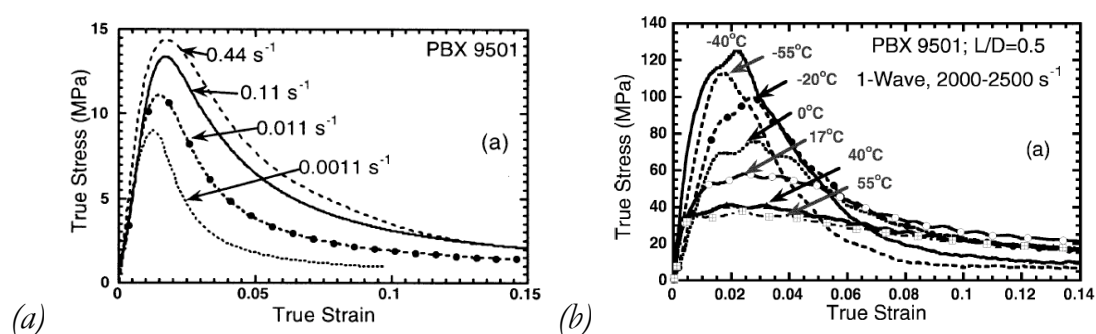 15
10
5
0
True Stress (MPa)
PBX 9501
0.44 s⁻¹
0.11 s⁻¹
0.011 s⁻¹
0.0011 s⁻¹
(a)
0 0.05 0.1 0.15
True Strain
(a)
140
120
100
80
60
40
20
0
True Stress (MPa)
PBX 9501; L/D=0.5
1-Wave, 2000-2500 s⁻¹
-40°C
-55°C
-20°C
0°C
17°C
40°C
55°C
(a)
0 0.02 0.04 0.06 0.08 0.1 0.12 0.14
True Strain
(b)